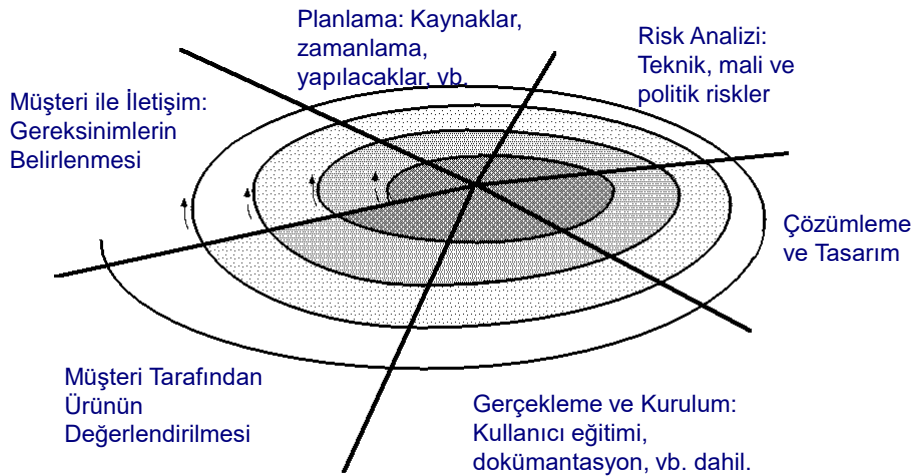 Planlama: Kaynaklar,
zamanlama,
yapılacaklar, vb.
Risk Analizi:
Teknik, mali ve
politik riskler
Müşteri ile İletişim:
Gereksinimlerin
Belirlenmesi
Çözümleme
ve Tasarım
Müşteri Tarafından
Ürünün
Değerlendirilmesi
Gerçekleme ve Kurulum:
Kullanıcı eğitimi,
dokümantasyon, vb. dahil.